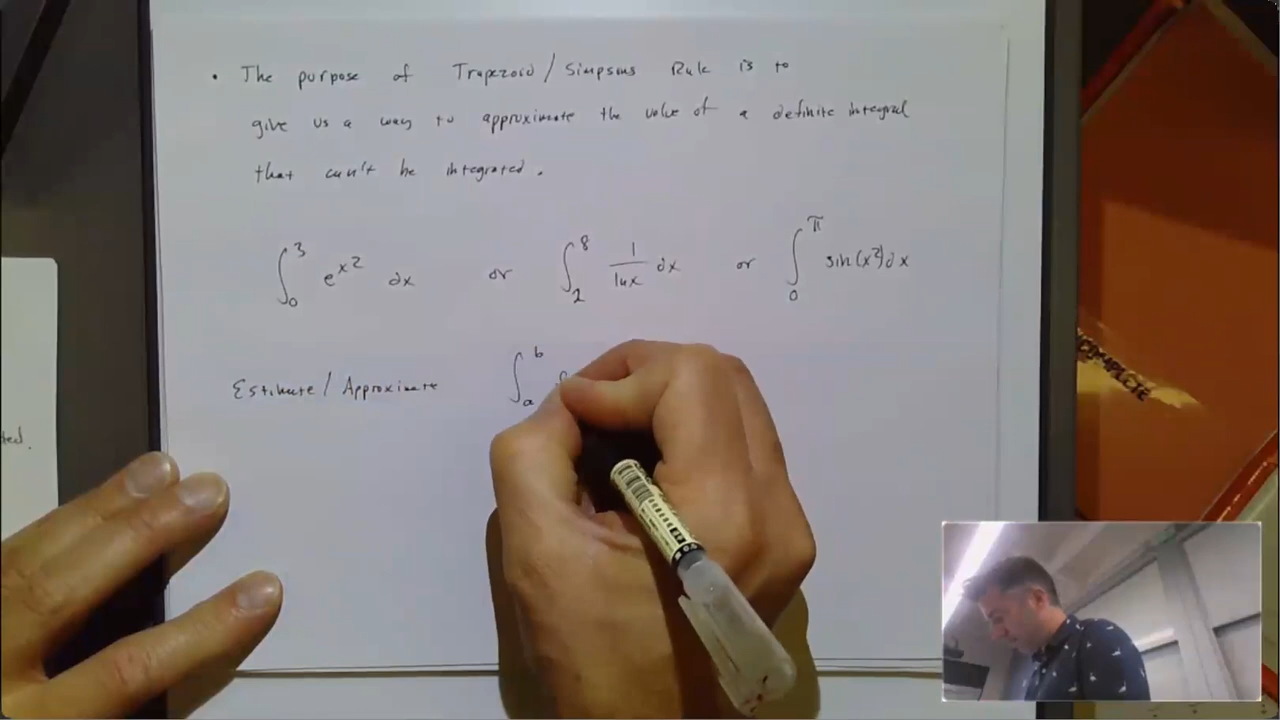 • The purpose of Trapezoid / Simpsons Rule is to
give us a way to approximate the value of a definite integral
that can't be integrated.
∫₀³ e^x² dx or ∫₂⁸ 1/lnx dx or ∫₀^π sin(x²)dx
Estimate / Approximate ∫ₐᵇ f
COMPLETE
ted.